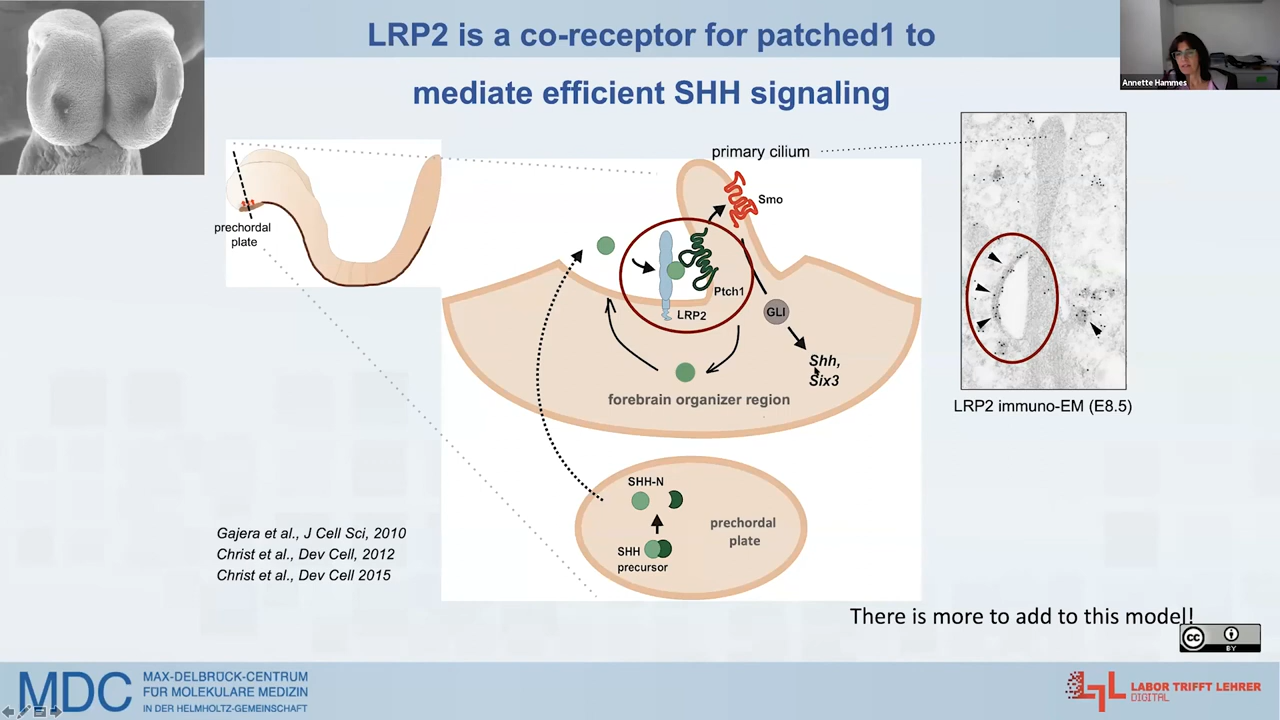 LRP2 is a co-receptor for patched1 to
mediate efficient SHH signaling
Annette Hammes
primary cilium
Smo
prechordal
plate
Ptch1
LRP2
GLI
Shh,
Six3
forebrain organizer region
LRP2 immuno-EM (E8.5)
SHH-N
prechordal
plate
SHH
precursor
Gajera et al., J Cell Sci, 2010
Christ et al., Dev Cell, 2012
Christ et al., Dev Cell 2015
There is more to add to this model!
cc
BY
MDC
MAX-DELBRÜCK-CENTRUM
FÜR MOLEKULARE MEDIZIN
IN DER HELMHOLTZ-GEMEINSCHAFT
LTL
LABOR TRIFFT LEHRER
DIGITAL